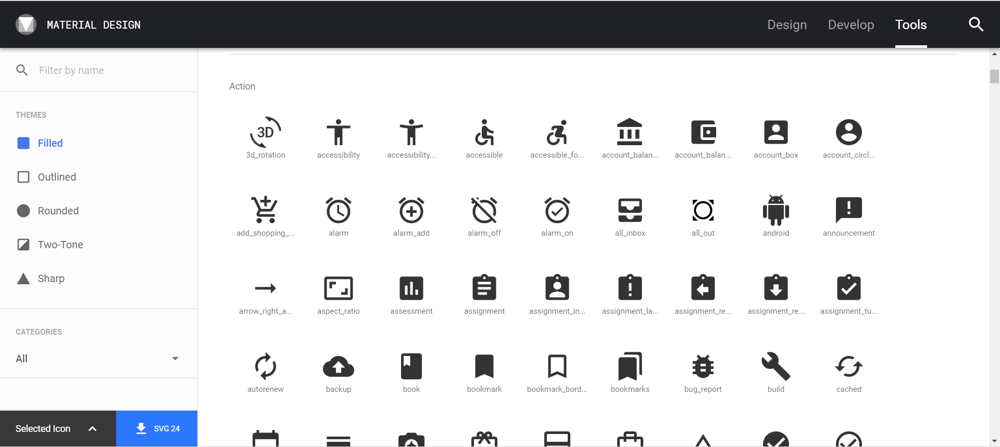 MATERIAL DESIGN
Design Develop Tools
Filter by name
THEMES
Filled
Outlined
Rounded
Two-Tone
Sharp
CATEGORIES
All
Selected Icon
SVG 24
Action
3D
3d_rotation accessibility accessibility... accessible accessible_fo... account_balan... account_balan... account_box account_circl...
add_shopping_... alarm alarm_add alarm_off alarm_on all_inbox all_out android announcement
arrow_right_a... aspect_ratio assessment assignment assignment_in... assignment_la... assignment_re... assignment_re... assignment_tu...
autorenew backup book bookmark bookmark_bord... bookmarks bug_report build cached